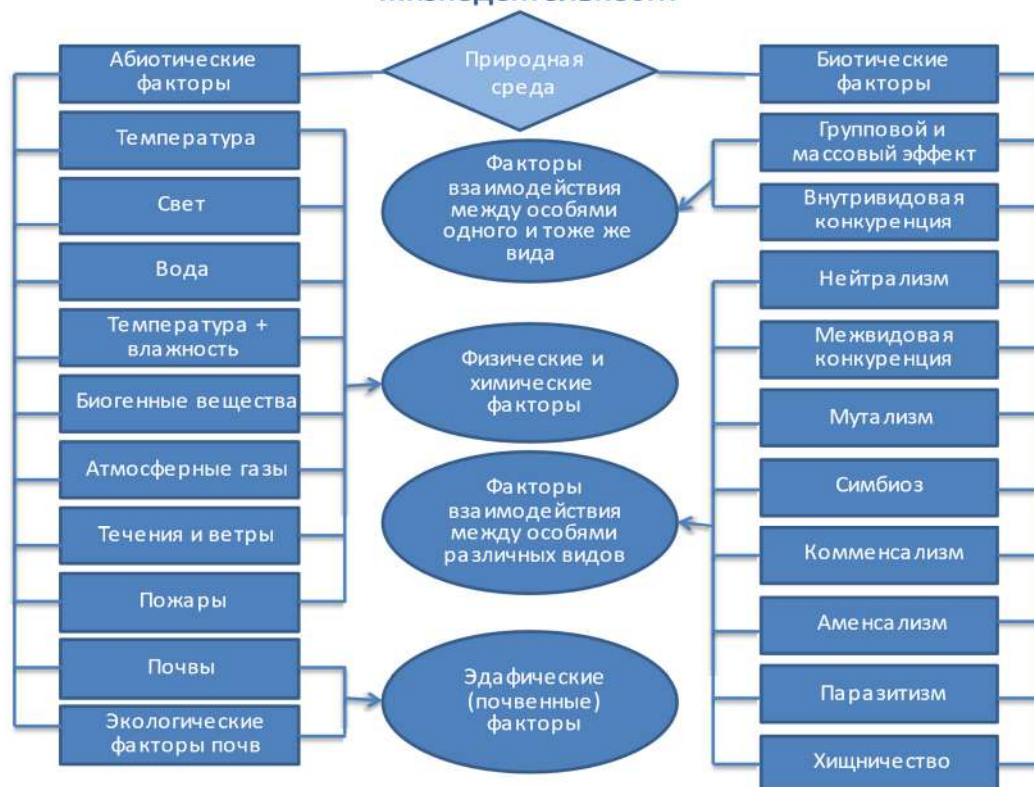 Природная
среда
Абиотические
факторы
Температура
Свет
Вода
Температура +
влажность
Биогенные вещества
Атмосферные газы
Течения и ветры
Пожары
Почвы
Экологические
факторы почв
Факторы
взаимодействия
между особями
одного и тоже же
вида
Физические и
химические
факторы
Факторы
взаимодействия
между особями
различных видов
Эдафические
(почвенные)
факторы
Биотические
факторы
Групповой и
массовый эффект
Внутривидовая
конкуренция
Нейтрализм
Межвидовая
конкуренция
Мутализм
Симбиоз
Комменсализм
Аменсализм
Паразитизм
Хищничество